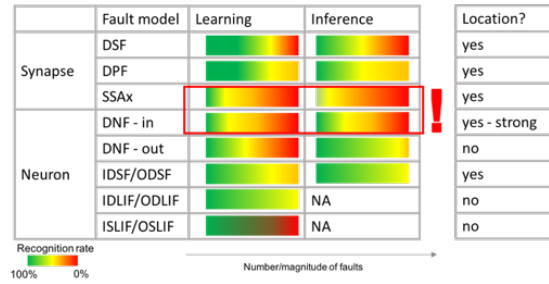 Fault model Learning Inference Location?
Synapse
DSF yes
DPF yes
SSAx yes
Neuron
DNF - in yes - strong
DNF - out no
IDSF/ODSF yes
IDLIF/ODLIF NA no
ISLIF/OSLIF NA no
!
Recognition rate
100% 0%
Number/magnitude of faults